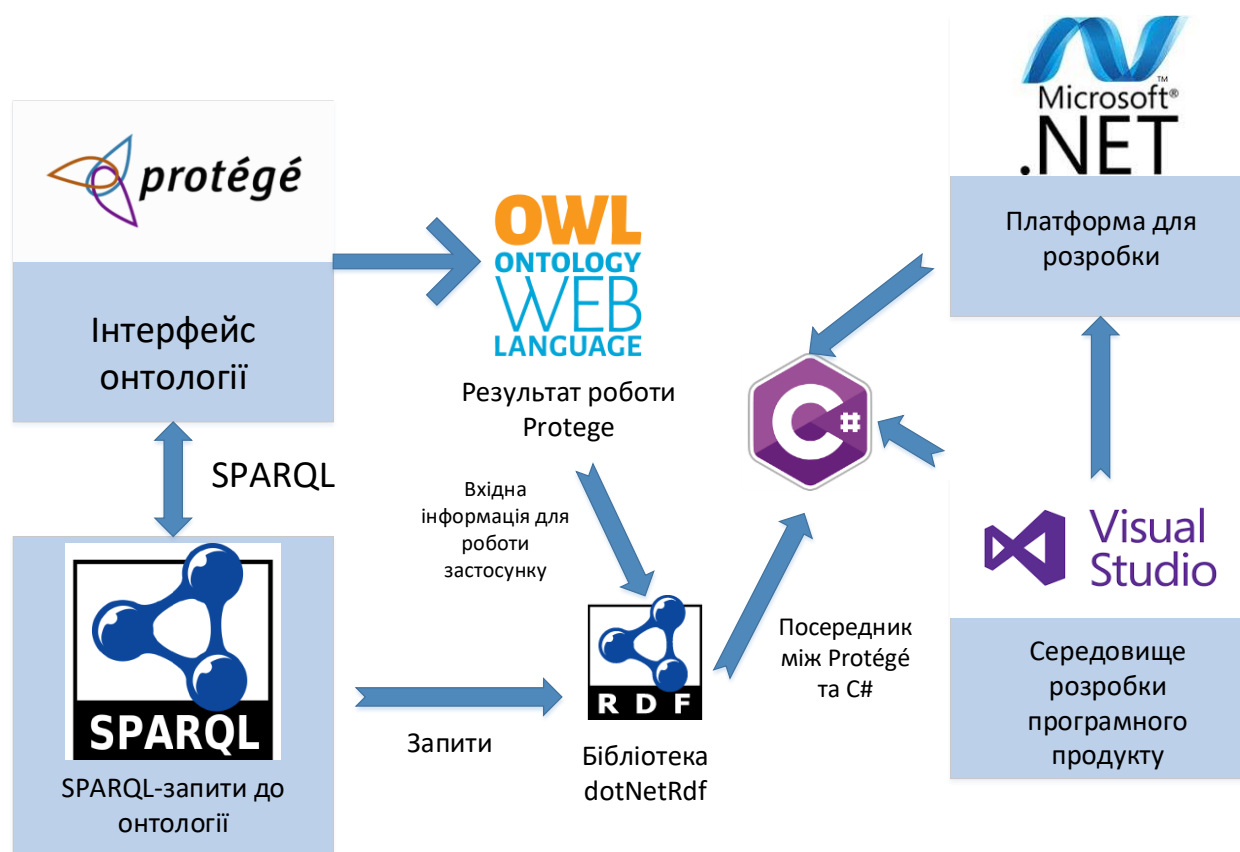 protégé
Інтерфейс
онтології
SPARQL
SPARQL
SPARQL-запити до
онтології
OWL
ONTOLOGY
WEB
LANGUAGE
Результат роботи
Protege
Вхідна
інформація для
роботи
застосунку
Запити
RDF
Бібліотека
dotNetRdf
C#
Посередник
між Protégé
та C#
TM
Microsoft®
.NET
Платформа для
розробки
Visual
Studio
Середовище
розробки
програмного
продукту